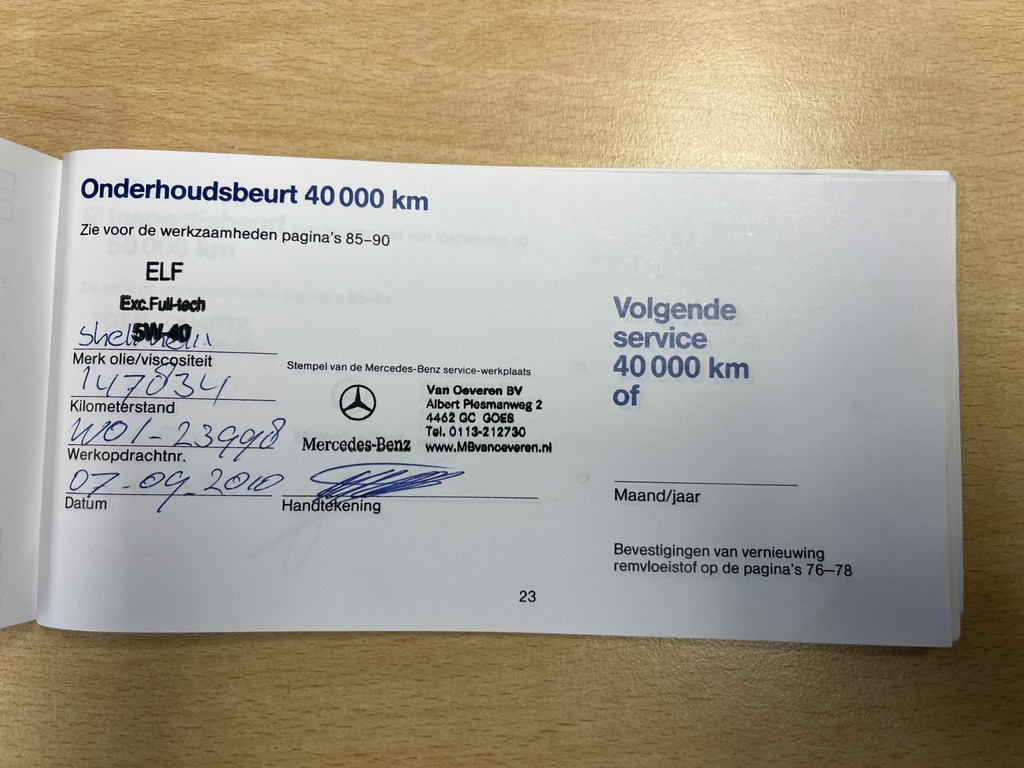 Onderhoudsbeurt 40 000 km
Zie voor de werkzaamheden pagina's 85–90
ELF
Exc.Full-tech
5W-40
Shell
Merk olie/viscositeit
147834
Kilometerstand
W01-23998
Werkopdrachtnr.
07-09-2010
Datum
Stempel van de Mercedes-Benz service-werkplaats
Mercedes-Benz
Van Oeveren BV
Albert Plesmanweg 2
4462 GC GOES
Tel. 0113-212730
www.MBvanoeveren.nl
Handtekening
Volgende
service
40 000 km
of
Maand/jaar
Bevestigingen van vernieuwing
remvloeistof op de pagina's 76–78
23